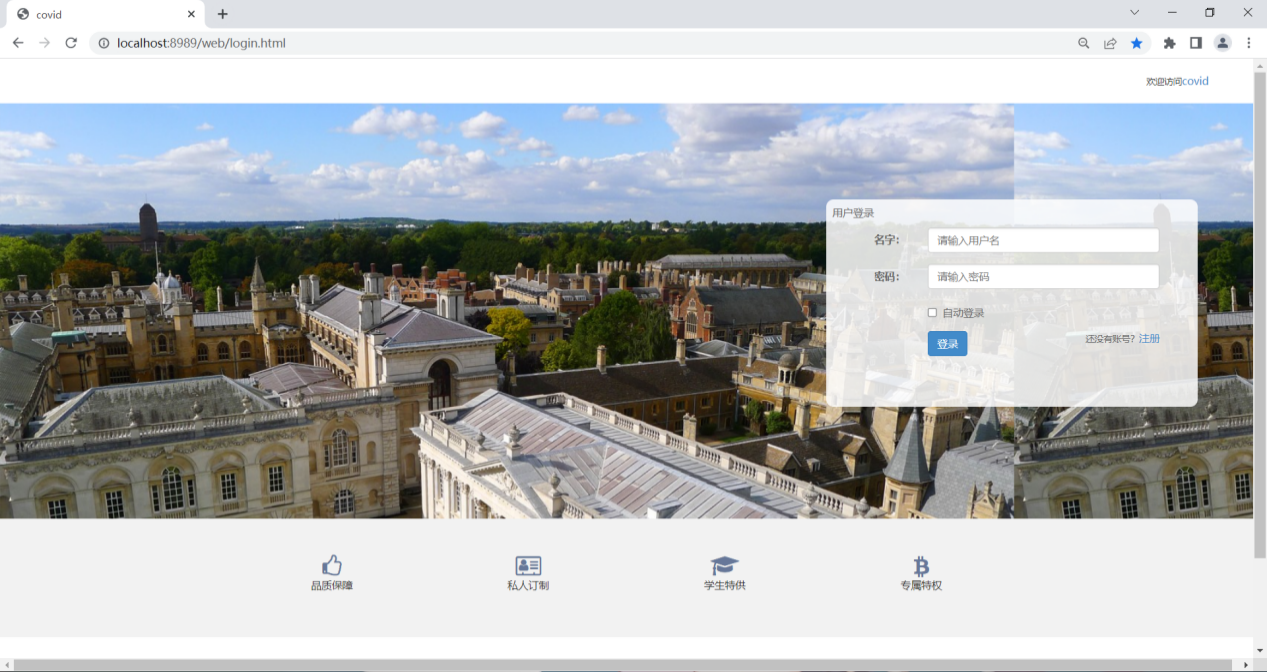 covid
localhost:8989/web/login.html
欢迎访问covid
用户登录
名字: 请输入用户名
密码: 请输入密码
自动登录
登录 还没有账号? 注册
品质保障 私人订制 学生特供 专属特权